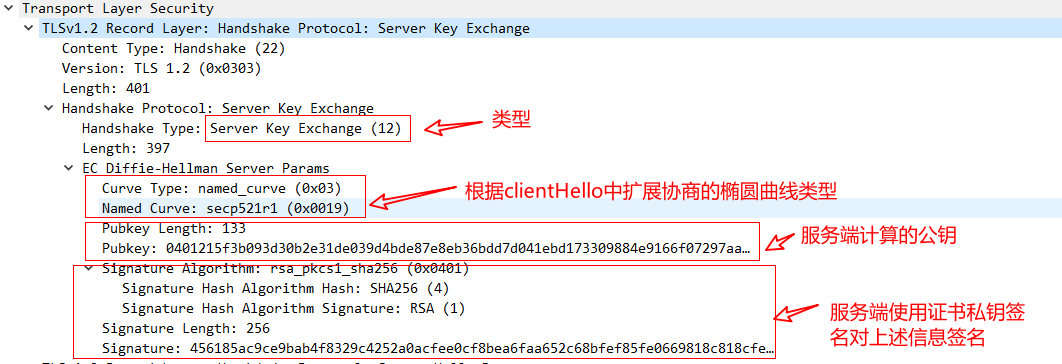 Transport Layer Security
TLSv1.2 Record Layer: Handshake Protocol: Server Key Exchange
Content Type: Handshake (22)
Version: TLS 1.2 (0x0303)
Length: 401
Handshake Protocol: Server Key Exchange
Handshake Type: Server Key Exchange (12)
类型
Length: 397
EC Diffie-Hellman Server Params
Curve Type: named_curve (0x03)
根据clientHello中扩展协商的椭圆曲线类型
Named Curve: secp521r1 (0x0019)
Pubkey Length: 133
服务端计算的公钥
Pubkey: 0401215f3b093d30b2e31de039d4bde87e8eb36bdd7d041ebd173309884e9166f07297aa…
Signature Algorithm: rsa_pkcs1_sha256 (0x0401)
Signature Hash Algorithm Hash: SHA256 (4)
Signature Hash Algorithm Signature: RSA (1)
服务端使用证书私钥签
名对上述信息签名
Signature Length: 256
Signature: 456185ac9ce9bab4f8329c4252a0acfee0cf8bea6faa652c68bfef85fe0669818c818cfe…